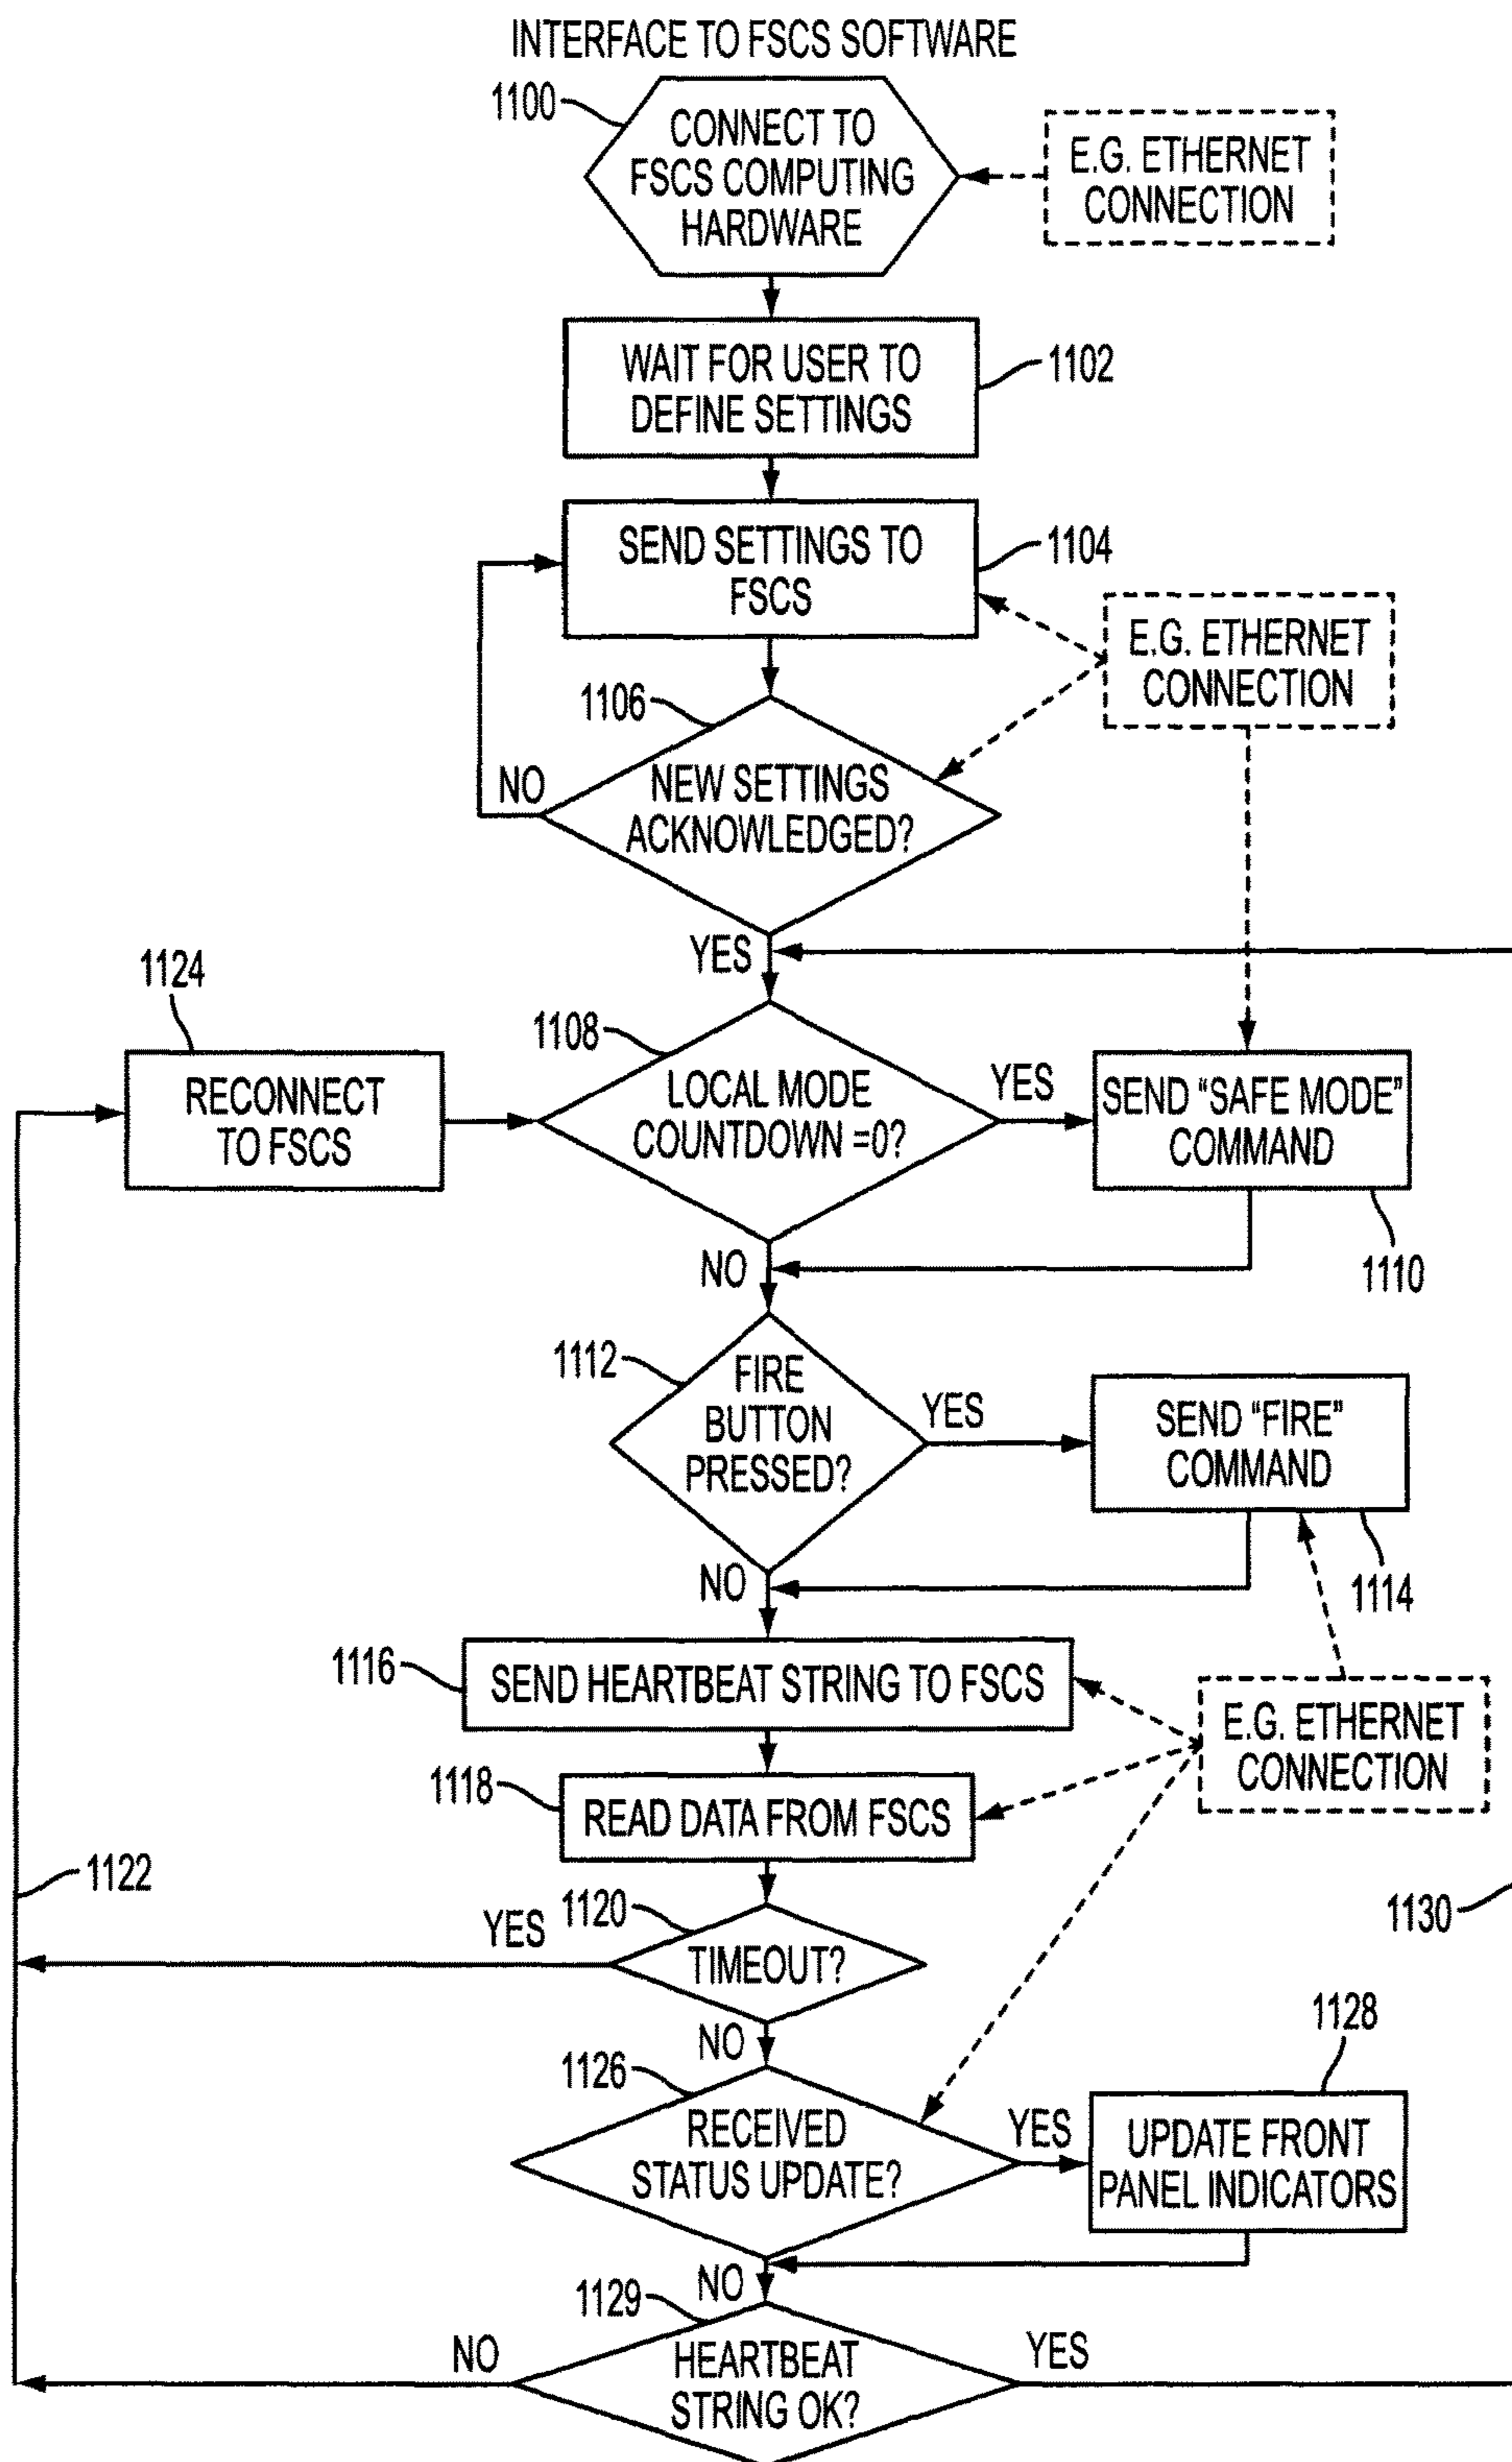 INTERFACE TO FSCS SOFTWARE
1100
CONNECT TO
FSCS COMPUTING
HARDWARE
E.G. ETHERNET
CONNECTION
WAIT FOR USER TO
DEFINE SETTINGS
1102
SEND SETTINGS TO
FSCS
1104
E.G. ETHERNET
CONNECTION
1106
NEW SETTINGS
ACKNOWLEDGED?
NO
YES
1124
RECONNECT
TO FSCS
1108
LOCAL MODE
COUNTDOWN =0?
YES
SEND "SAFE MODE"
COMMAND
1110
NO
1112
FIRE
BUTTON
PRESSED?
YES
SEND "FIRE"
COMMAND
1114
NO
1116
SEND HEARTBEAT STRING TO FSCS
E.G. ETHERNET
CONNECTION
1118
READ DATA FROM FSCS
1122
1130
1120
YES
TIMEOUT?
NO
1126
RECEIVED
STATUS UPDATE?
YES
1128
UPDATE FRONT
PANEL INDICATORS
NO
1129
NO
HEARTBEAT
STRING OK?
YES